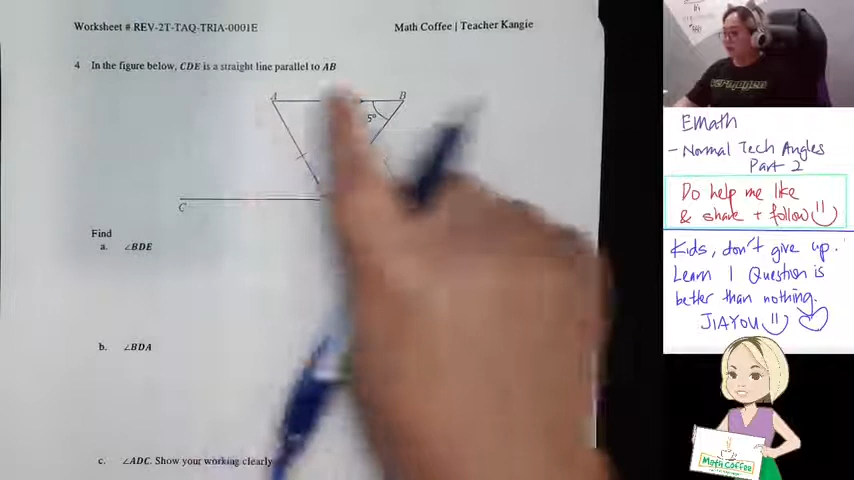 Worksheet # REV-2T-TAQ-TRIA-0001E
Math Coffee | Teacher Kangie
4 In the figure below, CDE is a straight line parallel to AB
A
B
5°
C
Find
a. ∠BDE
b. ∠BDA
c. ∠ADC. Show your working clearly
EMath
- Normal Tech Angles
Part 2
Do help me like
& share + follow
Kids, don't give up.
Learn 1 Question is
better than nothing.
JIAYOU
Math Coffee